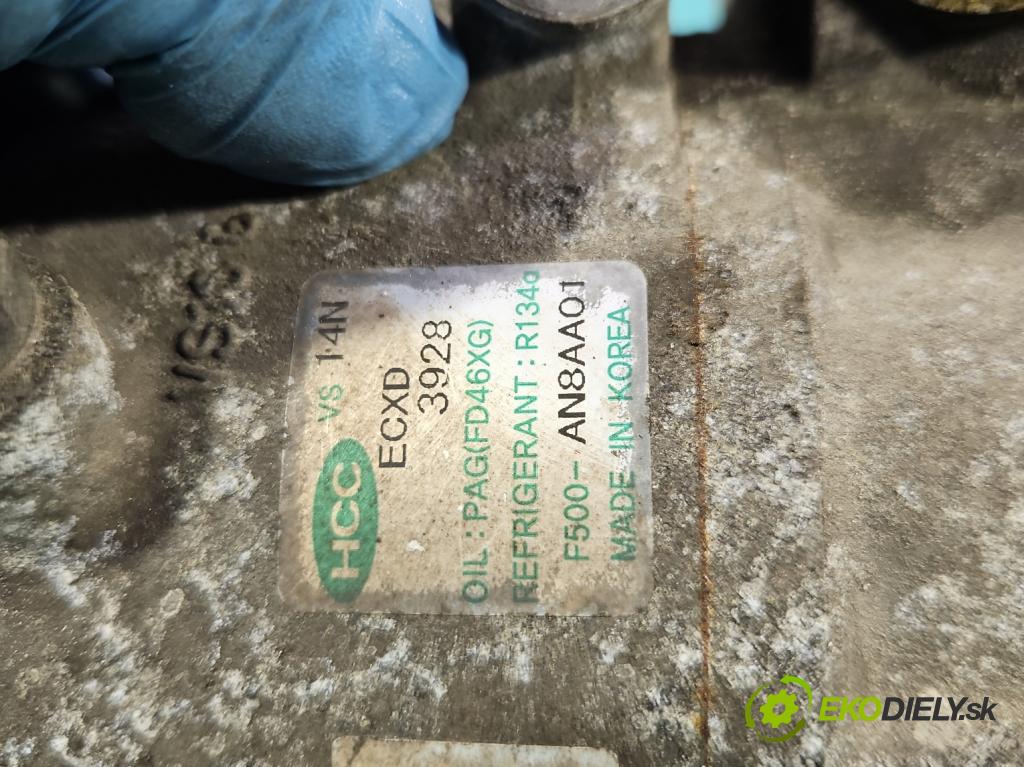 HCC VS 14N
ECXD
3928
OIL : PAG(FD46XG)
REFRIGERANT : R134a
F500- AN8AA01
MADE IN KOREA.
EKODIELY.sk